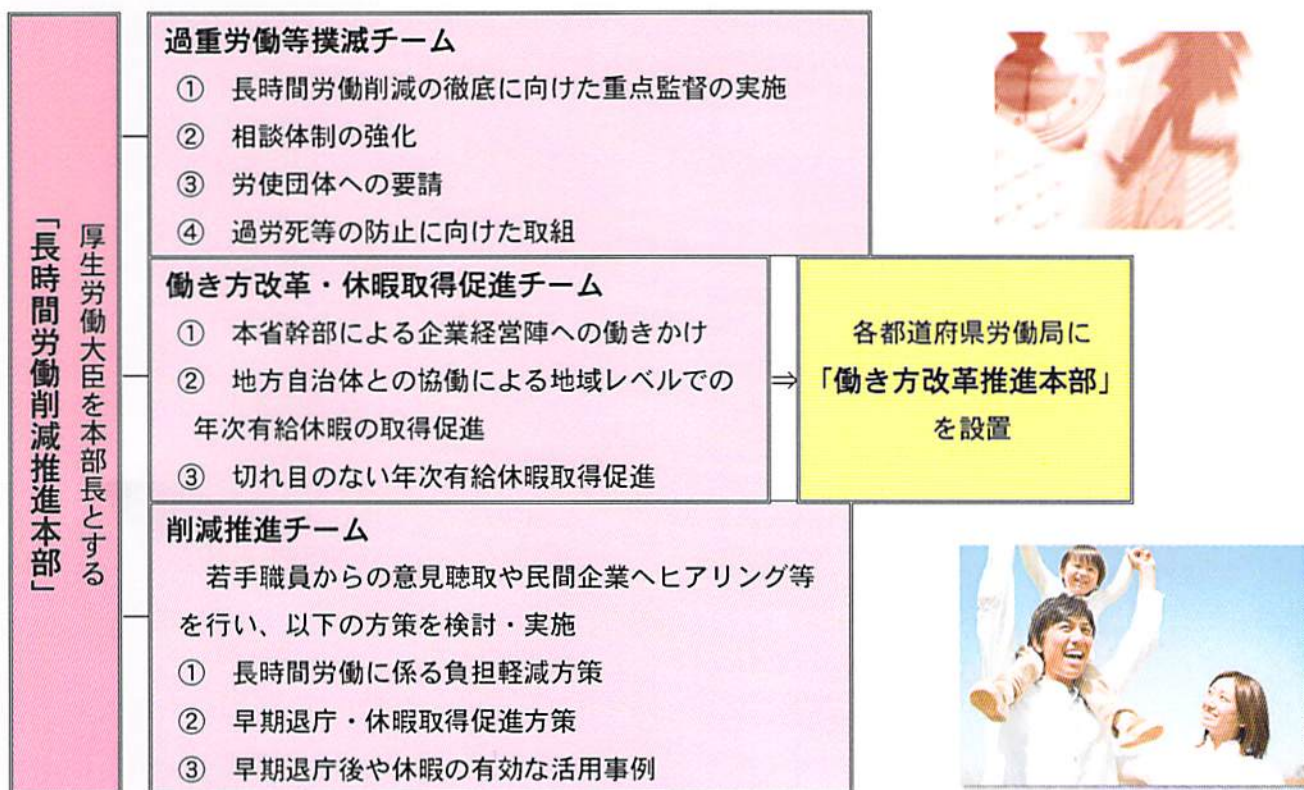 厚生労働大臣を本部長とする
「長時間労働削減推進本部」
過重労働等撲滅チーム
① 長時間労働削減の徹底に向けた重点監督の実施
② 相談体制の強化
③ 労使団体への要請
④ 過労死等の防止に向けた取組
働き方改革・休暇取得促進チーム
① 本省幹部による企業経営陣への働きかけ
② 地方自治体との協働による地域レベルでの
年次有給休暇の取得促進
③ 切れ目のない年次有給休暇取得促進
⇒
各都道府県労働局に
「働き方改革推進本部」
を設置
削減推進チーム
若手職員からの意見聴取や民間企業へヒアリング等
を行い、以下の方策を検討・実施
① 長時間労働に係る負担軽減方策
② 早期退庁・休暇取得促進方策
③ 早期退庁後や休暇の有効な活用事例